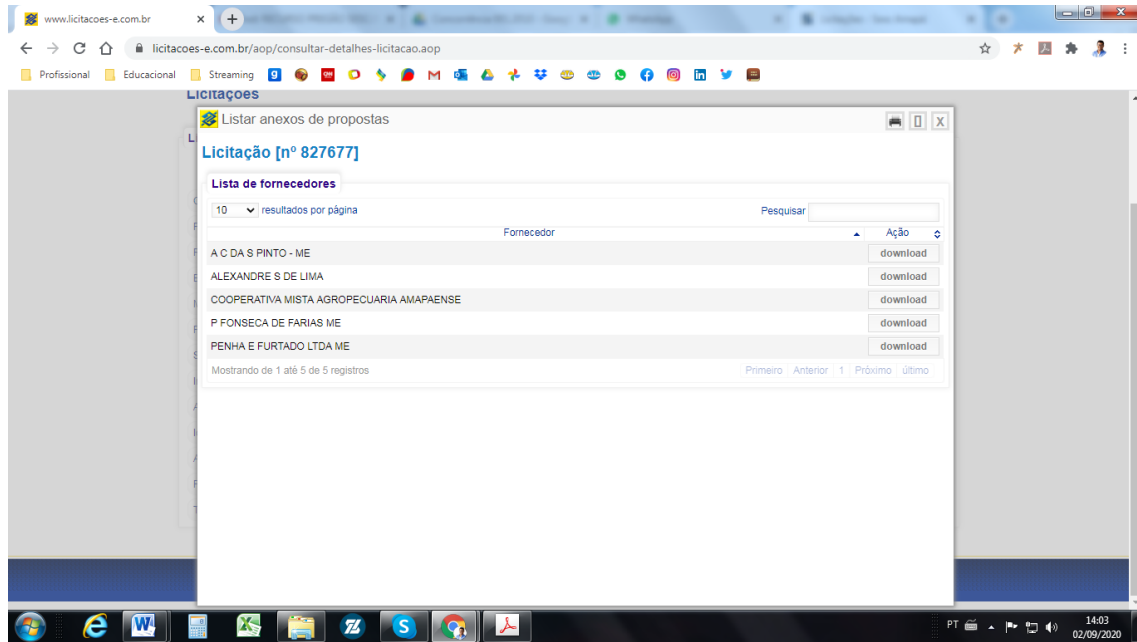 www.licitacoes-e.com.br
licitacoes-e.com.br/aop/consultar-detalhes-licitacao.aop
Profissional Educacional Streaming
Licitações
Listar anexos de propostas
Licitação [nº 827677]
Lista de fornecedores
10 resultados por página Pesquisar
Fornecedor Ação
A C DA S PINTO - ME download
ALEXANDRE S DE LIMA download
COOPERATIVA MISTA AGROPECUARIA AMAPAENSE download
P FONSECA DE FARIAS ME download
PENHA E FURTADO LTDA ME download
Mostrando de 1 até 5 de 5 registros Primeiro Anterior 1 Próximo último
PT 14:03
02/09/2020